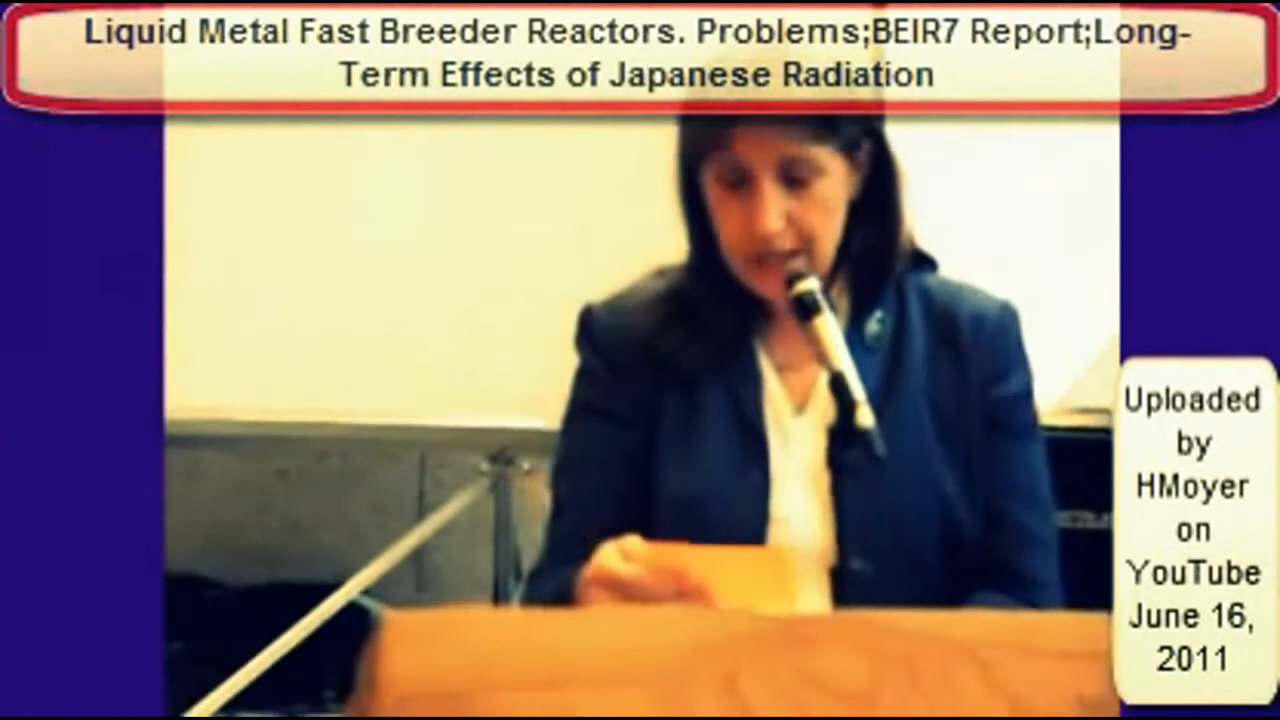 Liquid Metal Fast Breeder Reactors. Problems;BEIR7 Report;Long-
Term Effects of Japanese Radiation
Uploaded
by
HMoyer
on
YouTube
June 16,
2011